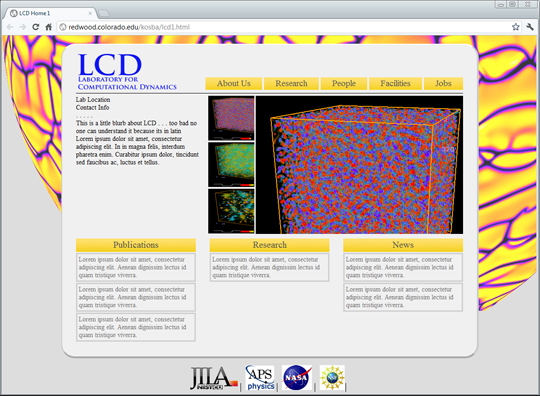 LCD Home1
redwood.colorado.edu/kosba/lcd1.html
LCD
LABORATORY FOR
COMPUTATIONAL DYNAMICS
About Us Research People Facilities Jobs
Lab Location
Contact Info
. . . . .
This is a little blurb about LCD . . . too bad no
one can understand it because its in latin
Lorem ipsum dolor sit amet, consectetur
adipiscing elit. In in magna felis, interdum
pharetra enim. Curabitur ipsum dolor, tincidunt
sed faucibus ac, luctus et tellus.
Publications
Lorem ipsum dolor sit amet, consectetur
adipiscing elit. Aenean dignissim lectus id
quam tristique viverra.
Lorem ipsum dolor sit amet, consectetur
adipiscing elit. Aenean dignissim lectus id
quam tristique viverra.
Lorem ipsum dolor sit amet, consectetur
adipiscing elit. Aenean dignissim lectus id
quam tristique viverra.
Research
Lorem ipsum dolor sit amet, consectetur
adipiscing elit. Aenean dignissim lectus id
quam tristique viverra.
News
Lorem ipsum dolor sit amet, consectetur
adipiscing elit. Aenean dignissim lectus id
quam tristique viverra.
Lorem ipsum dolor sit amet, consectetur
adipiscing elit. Aenean dignissim lectus id
quam tristique viverra.
JILA
APS
physics
NASA